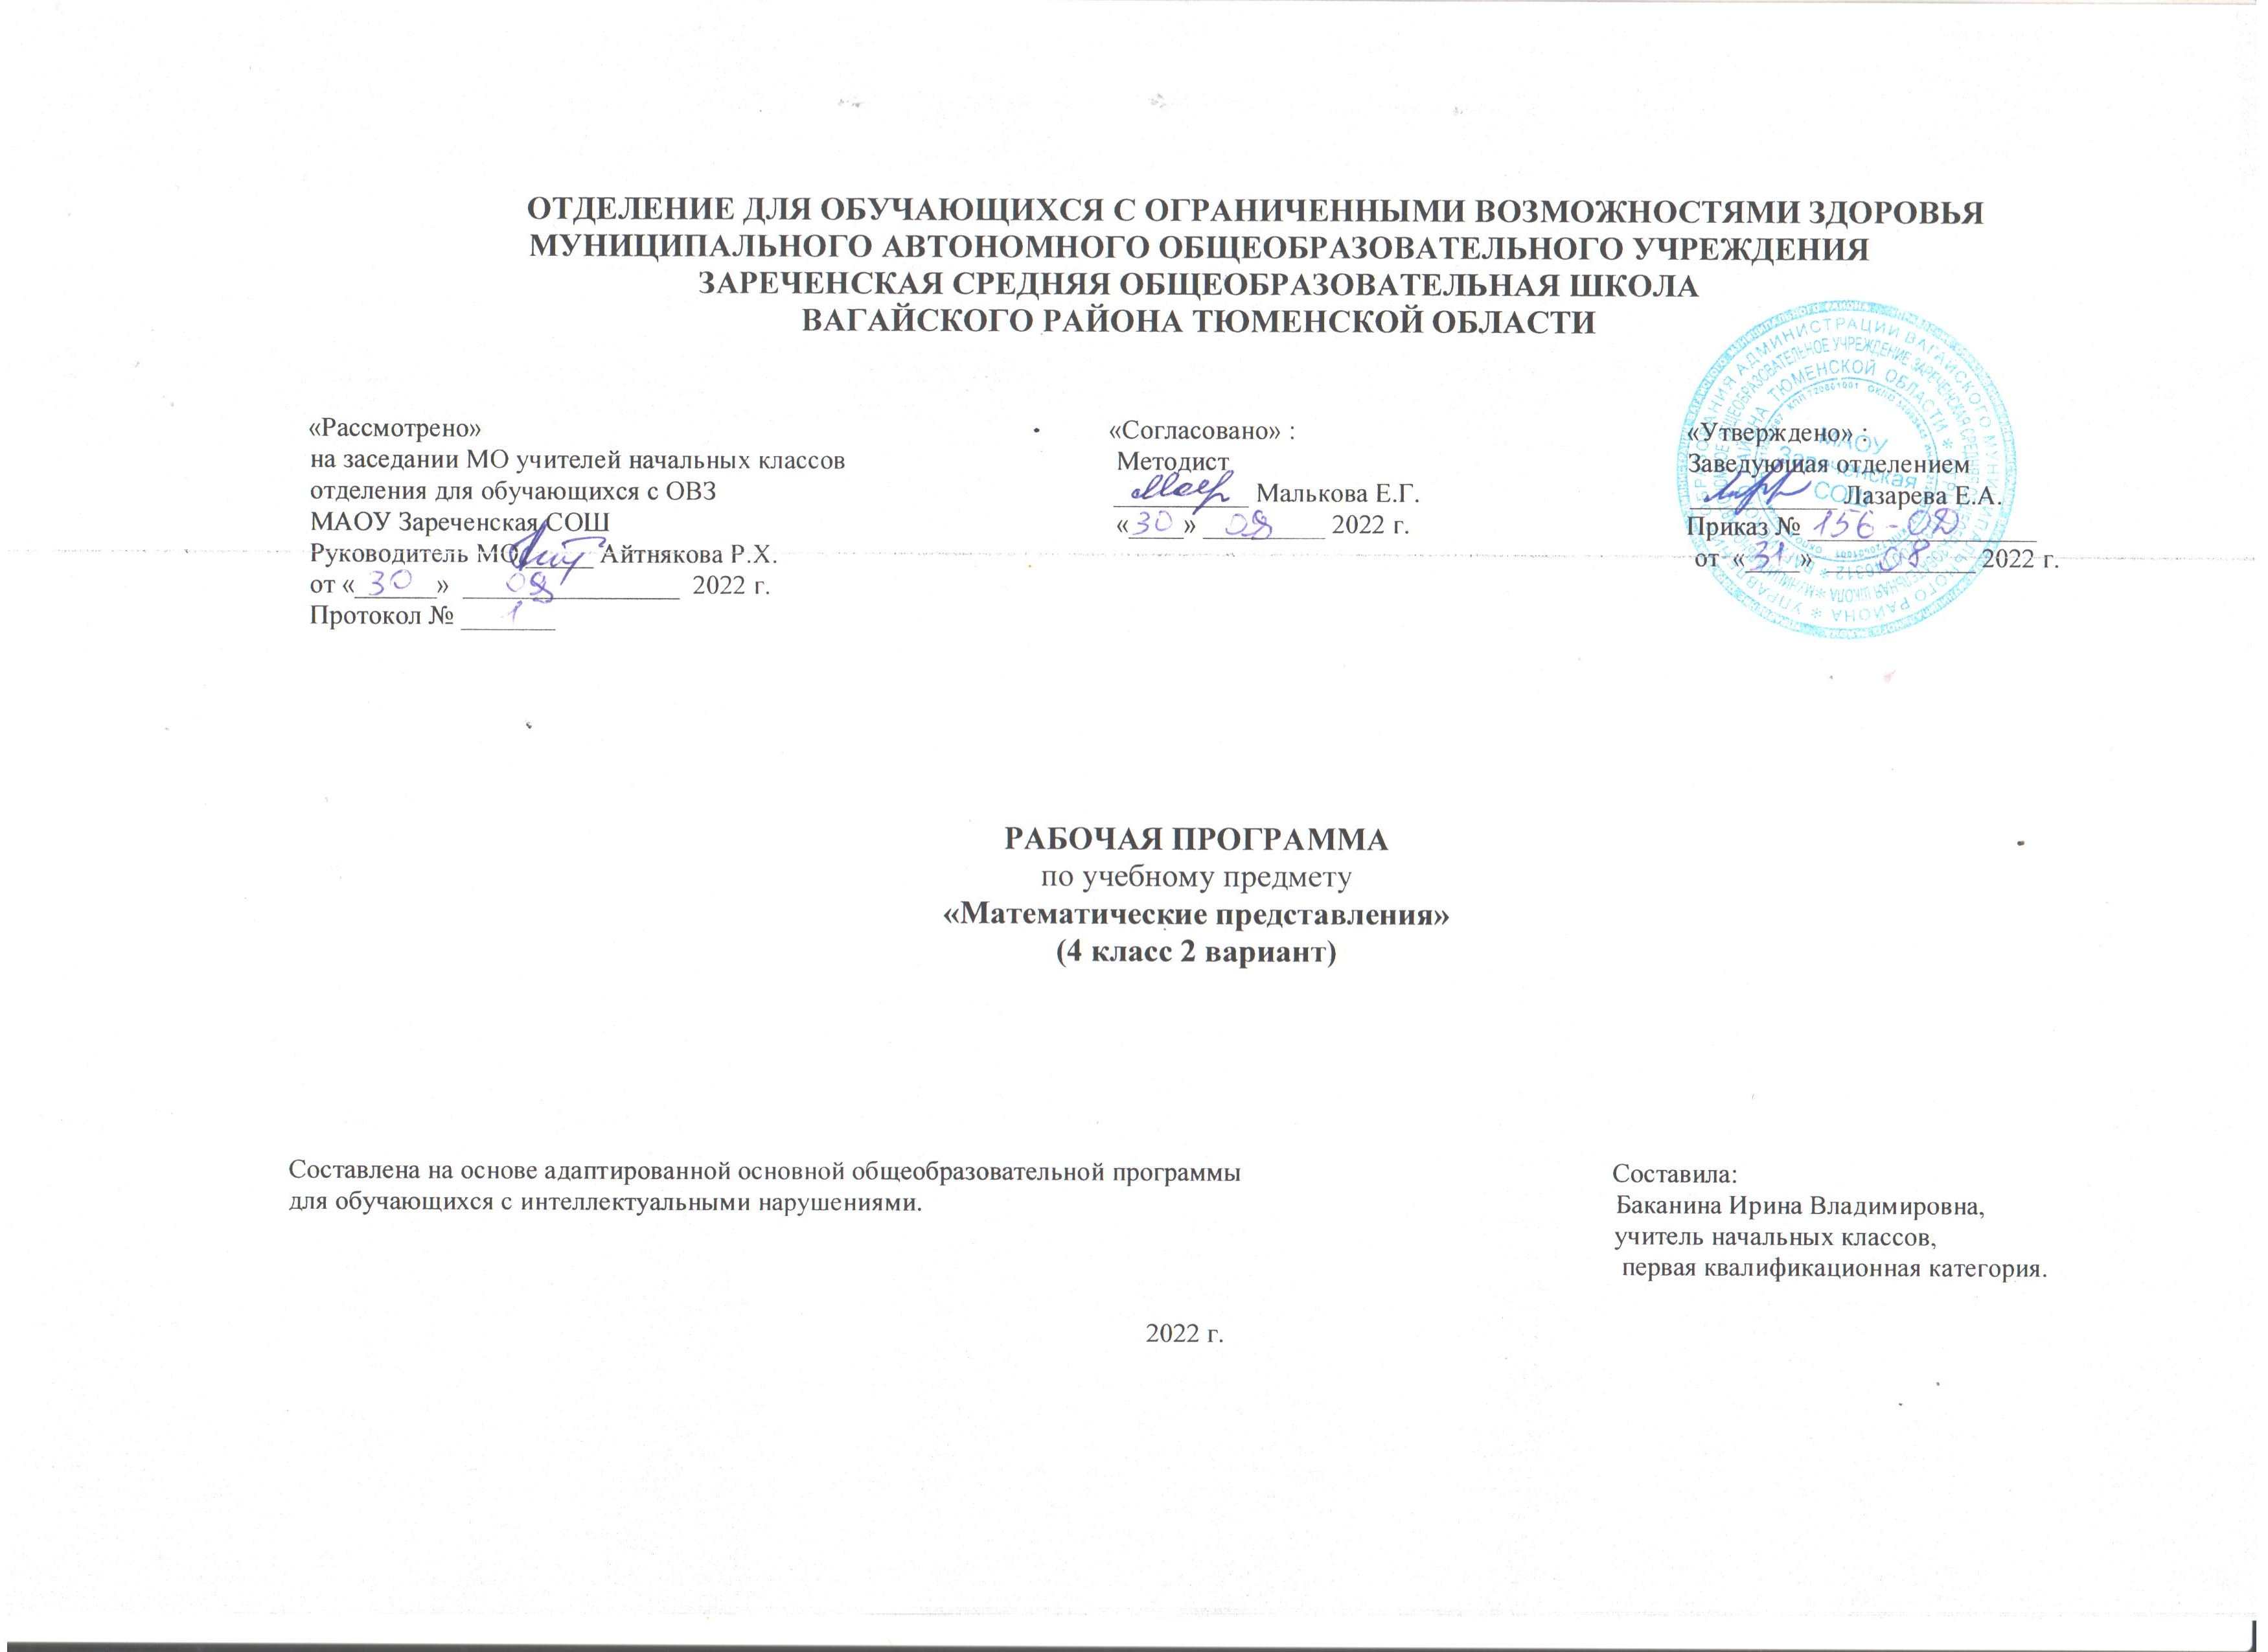 ОТДЕЛЕНИЕ ДЛЯ ОБУЧАЮЩИХСЯ С ОГРАНИЧЕННЫМИ ВОЗМОЖНОСТЯМИ ЗДОРОВЬЯ
МУНИЦИПАЛЬНОГО АВТОНОМНОГО ОБЩЕОБРАЗОВАТЕЛЬНОГО УЧРЕЖДЕНИЯ
ЗАРЕЧЕНСКАЯ СРЕДНЯЯ ОБЩЕОБРАЗОВАТЕЛЬНАЯ ШКОЛА
ВАГАЙСКОГО РАЙОНА ТЮМЕНСКОЙ ОБЛАСТИ
«Рассмотрено»
на заседании МО учителей начальных классов
отделения для обучающихся с ОВЗ
МАОУ Зареченская СОШ
Руководитель МО Айтнякова Р.Х.
от «30» 08 2022 г.
Протокол № 1
«Согласовано» :
Методист
Малькова Е.Г.
«30» 08 2022 г.
«Утверждено» :
Заведующая отделением
Лазарева Е.А.
Приказ № 156-ОД
от «31» 08 2022 г.
МАОУ
Зареченская
СОШ
РАБОЧАЯ ПРОГРАММА
по учебному предмету
«Математические представления»
(4 класс 2 вариант)
Составлена на основе адаптированной основной общеобразовательной программы
для обучающихся с интеллектуальными нарушениями.
Составила:
Баканина Ирина Владимировна,
учитель начальных классов,
первая квалификационная категория.
2022 г.